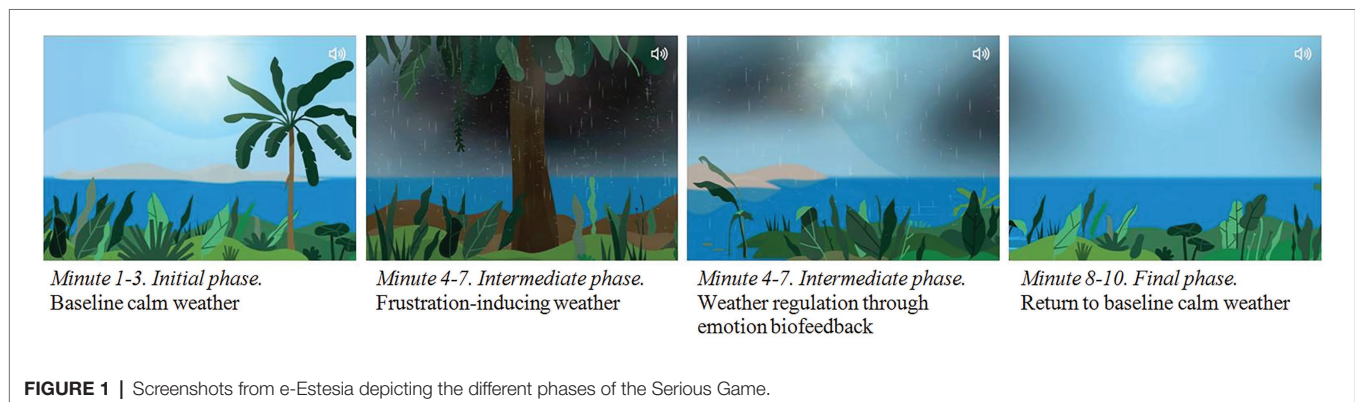 Minute 1-3. Initial phase.
Baseline calm weather
Minute 4-7. Intermediate phase.
Frustration-inducing weather
Minute 4-7. Intermediate phase.
Weather regulation through
emotion biofeedback
Minute 8-10. Final phase.
Return to baseline calm weather
FIGURE 1 | Screenshots from e-Estesia depicting the different phases of the Serious Game.